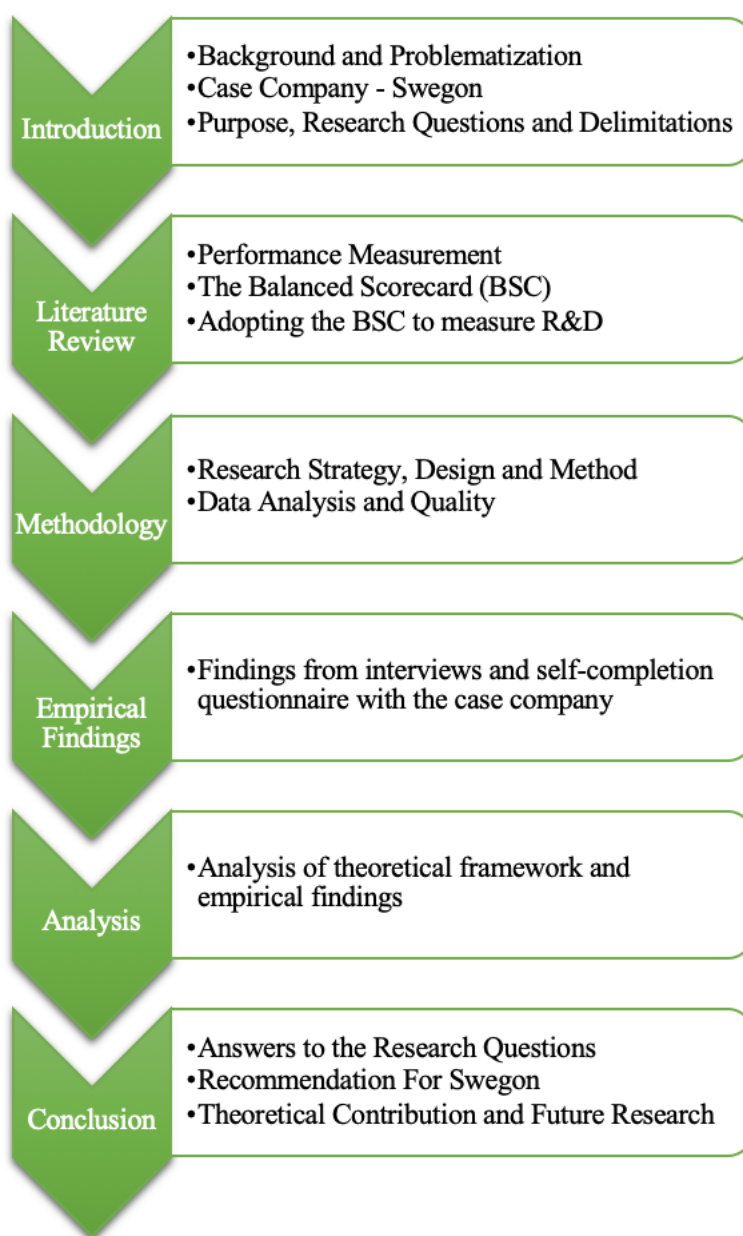 Introduction
•Background and Problematization
•Case Company - Swegon
•Purpose, Research Questions and Delimitations
Literature
Review
•Performance Measurement
•The Balanced Scorecard (BSC)
•Adopting the BSC to measure R&D
Methodology
•Research Strategy, Design and Method
•Data Analysis and Quality
Empirical
Findings
•Findings from interviews and self-completion
questionnaire with the case company
Analysis
•Analysis of theoretical framework and
empirical findings
Conclusion
•Answers to the Research Questions
•Recommendation For Swegon
•Theoretical Contribution and Future Research